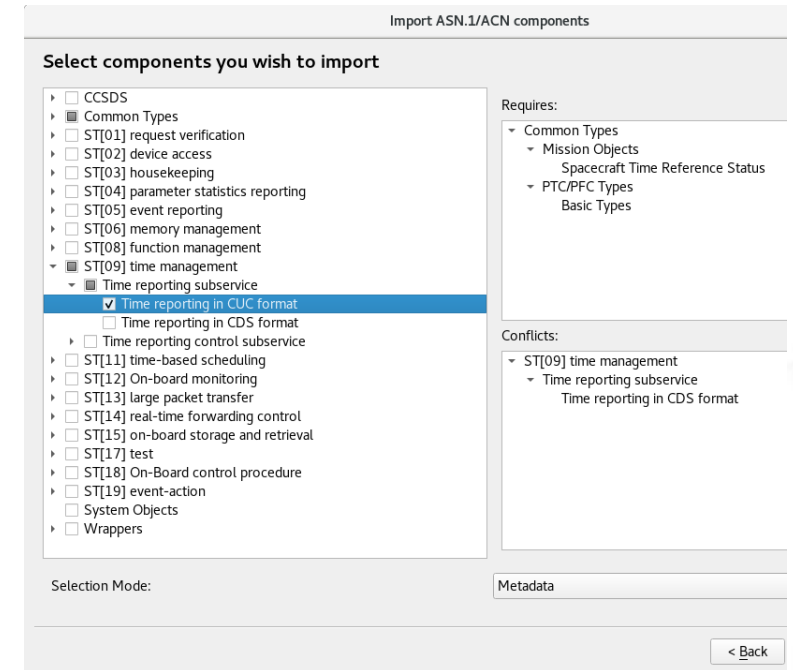 Import ASN.1/ACN components
Select components you wish to import
CCSDS
Common Types
ST[01] request verification
ST[02] device access
ST[03] housekeeping
ST[04] parameter statistics reporting
ST[05] event reporting
ST[06] memory management
ST[08] function management
ST[09] time management
Time reporting subservice
Time reporting in CUC format
Time reporting in CDS format
Time reporting control subservice
ST[11] time-based scheduling
ST[12] On-board monitoring
ST[13] large packet transfer
ST[14] real-time forwarding control
ST[15] on-board storage and retrieval
ST[17] test
ST[18] On-Board control procedure
ST[19] event-action
System Objects
Wrappers
Requires:
Common Types
Mission Objects
Spacecraft Time Reference Status
PTC/PFC Types
Basic Types
Conflicts:
ST[09] time management
Time reporting subservice
Time reporting in CDS format
Selection Mode:
Metadata
< Back